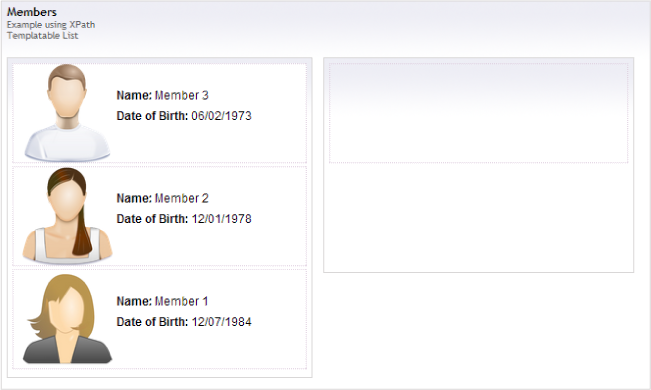 Members
Example using XPath
Templatable List
Name: Member 3
Date of Birth: 06/02/1973
Name: Member 2
Date of Birth: 12/01/1978
Name: Member 1
Date of Birth: 12/07/1984